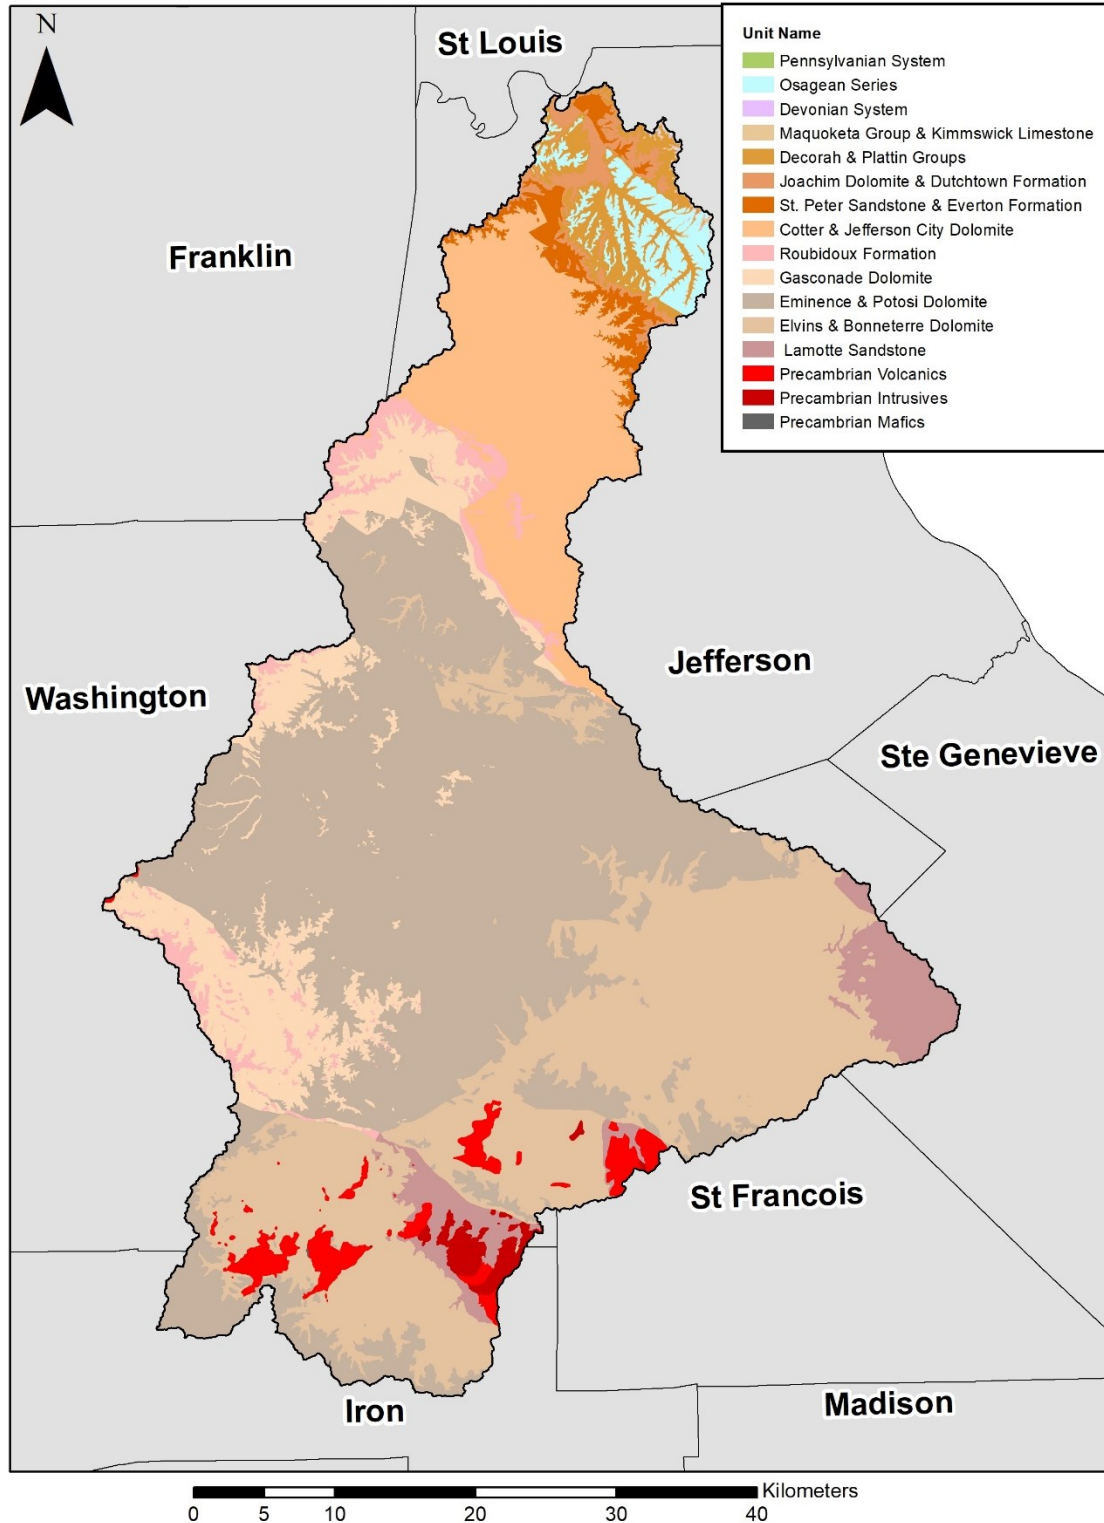 N
St Louis
Unit Name
Pennsylvanian System
Osagean Series
Devonian System
Maquoketa Group & Kimmswick Limestone
Decorah & Plattin Groups
Joachim Dolomite & Dutchtown Formation
St. Peter Sandstone & Everton Formation
Cotter & Jefferson City Dolomite
Roubidoux Formation
Gasconade Dolomite
Eminence & Potosi Dolomite
Elvins & Bonneterre Dolomite
Lamotte Sandstone
Precambrian Volcanics
Precambrian Intrusives
Precambrian Mafics
Franklin
Jefferson
Washington
Ste Genevieve
St Francois
Madison
Iron
Kilometers
0 5 10 20 30 40